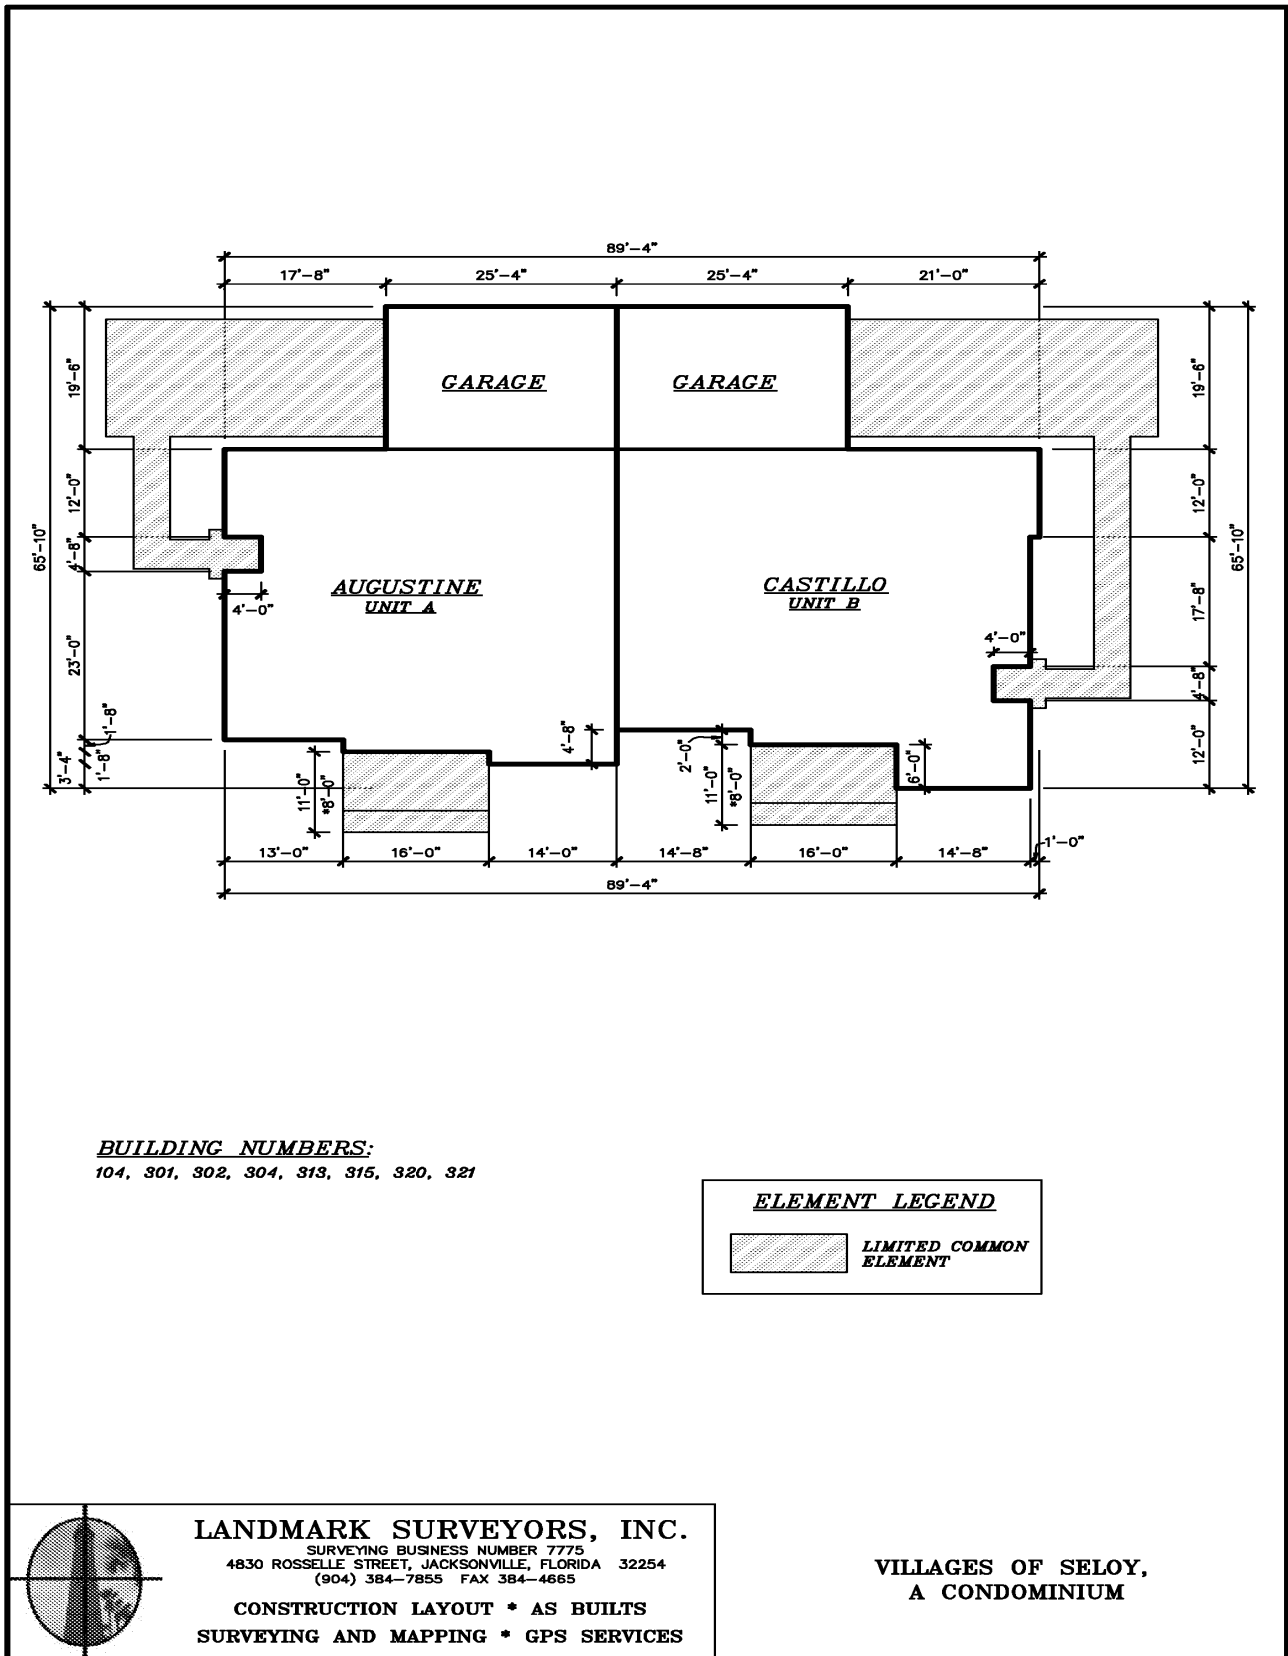 89'-4"
17'-8" 25'-4" 25'-4" 21'-0"
19'-6" GARAGE GARAGE 19'-6"
12'-0" 12'-0"
65'-10" 65'-10"
4'-8"
4'-0"
AUGUSTINE CASTILLO
UNIT A UNIT B
17'-8"
23'-0"
4'-0"
4'-8"
1'-8"
4'-8" 2'-0"
12'-0"
3'-4" 1'-8"
11'-0" *8'-0" 11'-0" *8'-0" 6'-0"
13'-0" 16'-0" 14'-0" 14'-8" 16'-0" 14'-8" 1'-0"
89'-4"
BUILDING NUMBERS:
104, 301, 302, 304, 313, 315, 320, 321
ELEMENT LEGEND
LIMITED COMMON
ELEMENT
LANDMARK SURVEYORS, INC.
SURVEYING BUSINESS NUMBER 7775
4830 ROSSELLE STREET, JACKSONVILLE, FLORIDA 32254
(904) 384-7855 FAX 384-4665
CONSTRUCTION LAYOUT * AS BUILTS
SURVEYING AND MAPPING * GPS SERVICES
VILLAGES OF SELOY,
A CONDOMINIUM